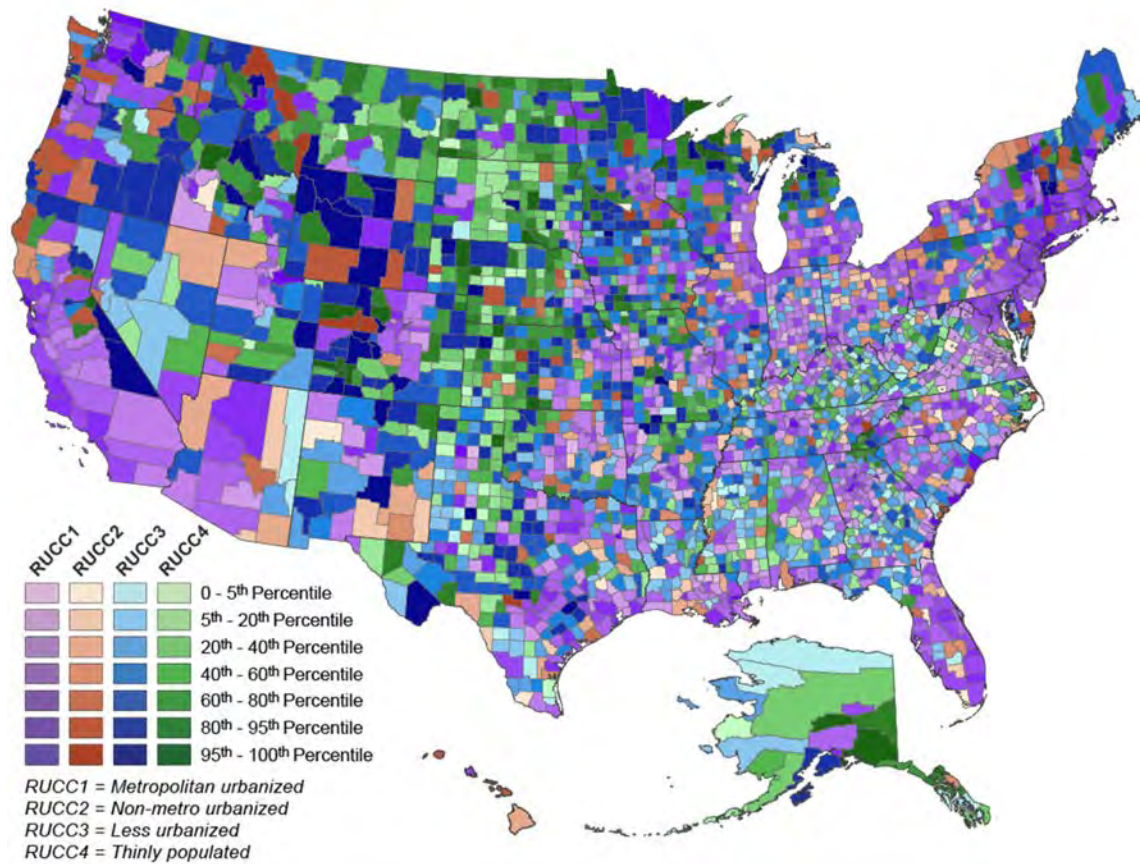 RUCC1 RUCC2 RUCC3 RUCC4
0 - 5th Percentile
5th - 20th Percentile
20th - 40th Percentile
40th - 60th Percentile
60th - 80th Percentile
80th - 95th Percentile
95th - 100th Percentile
RUCC1 = Metropolitan urbanized
RUCC2 = Non-metro urbanized
RUCC3 = Less urbanized
RUCC4 = Thinly populated